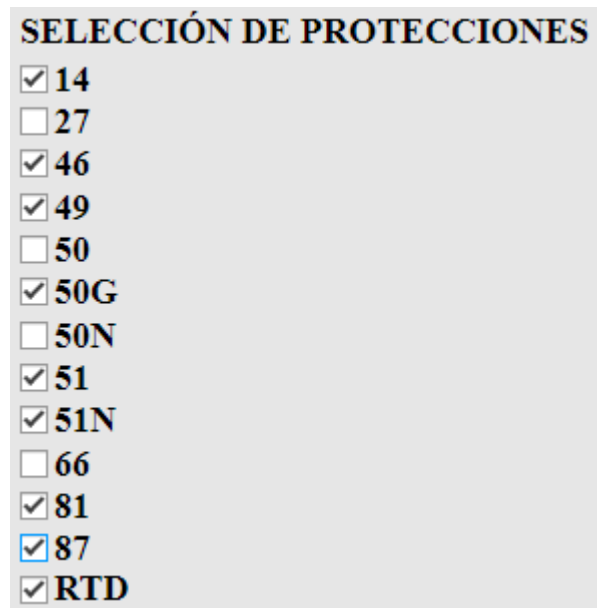 SELECCIÓN DE PROTECCIONES
14
27
46
49
50
50G
50N
51
51N
66
81
87
RTD